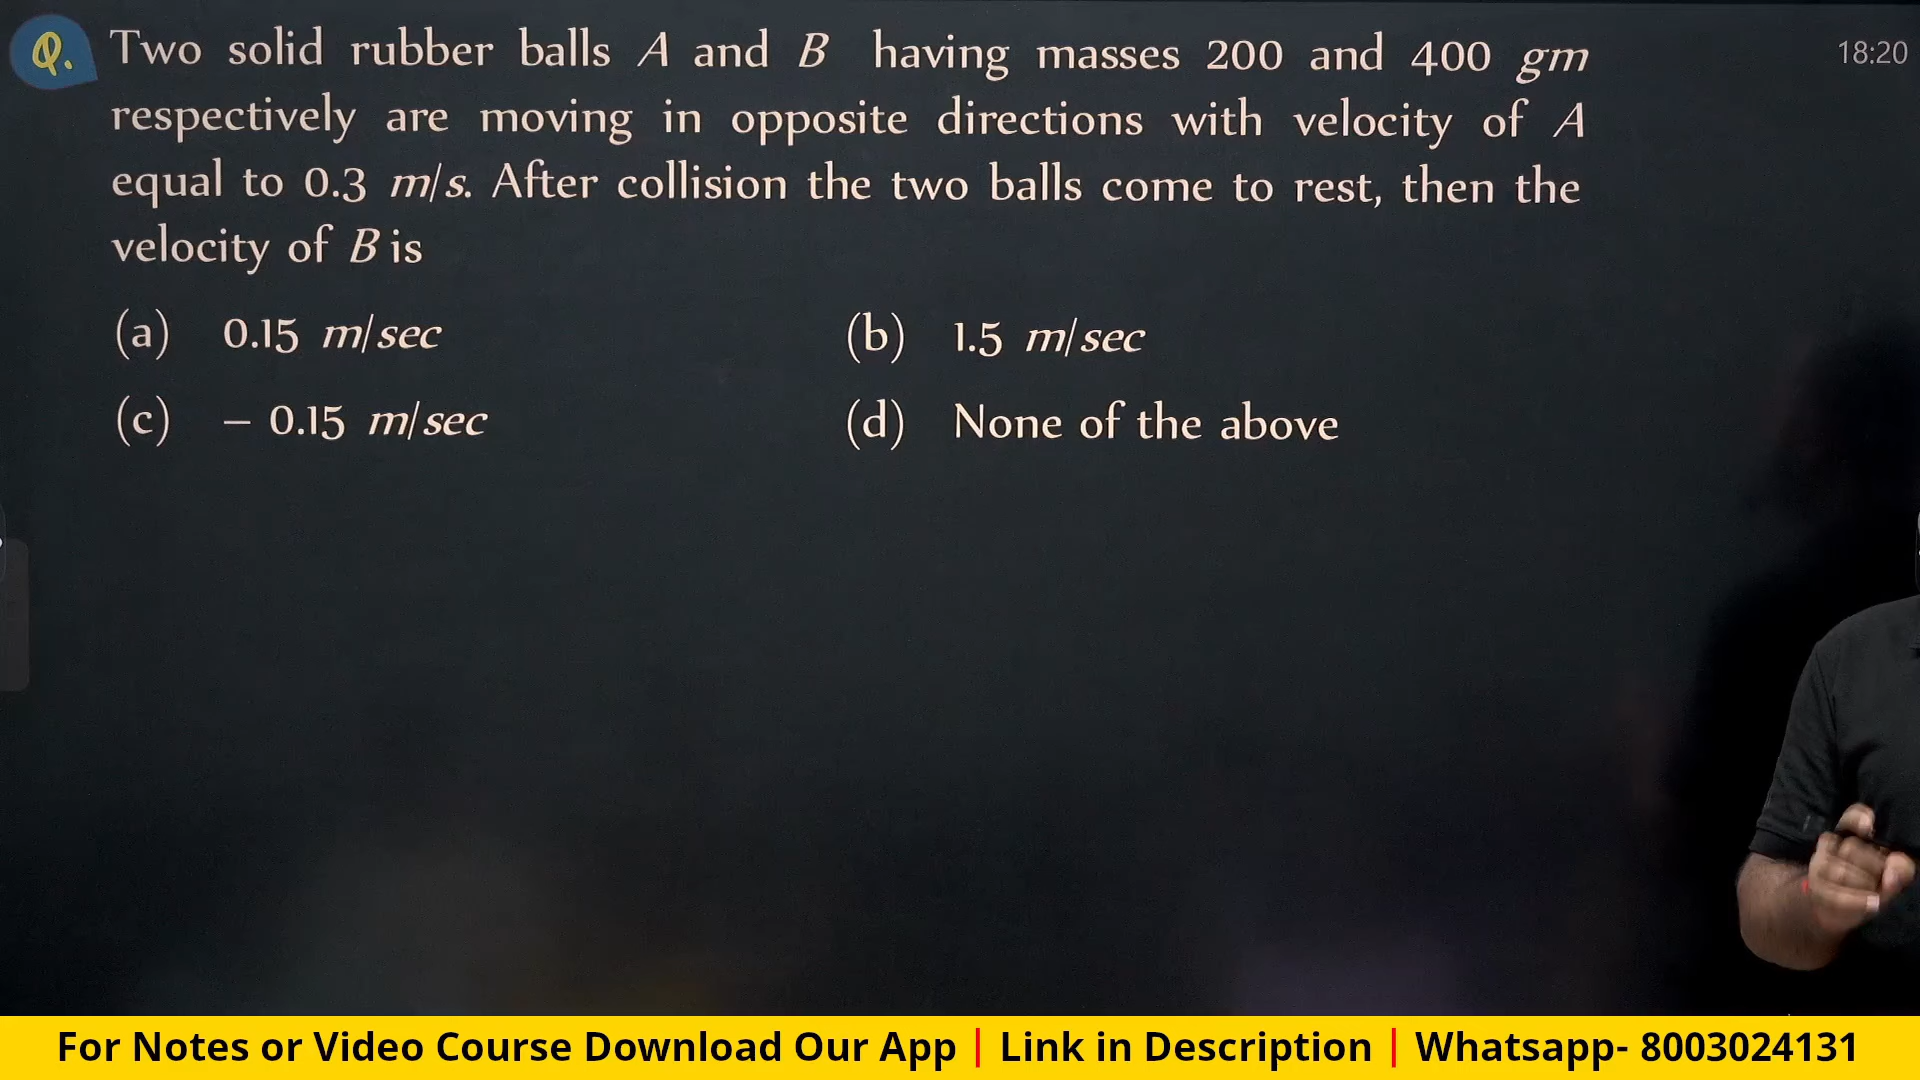 Q. Two solid rubber balls A and B having masses 200 and 400 gm
18:20
respectively are moving in opposite directions with velocity of A
equal to 0.3 m/s. After collision the two balls come to rest, then the
velocity of B is
(a) 0.15 m/sec (b) 1.5 m/sec
(c) – 0.15 m/sec (d) None of the above
For Notes or Video Course Download Our App | Link in Description | Whatsapp- 8003024131